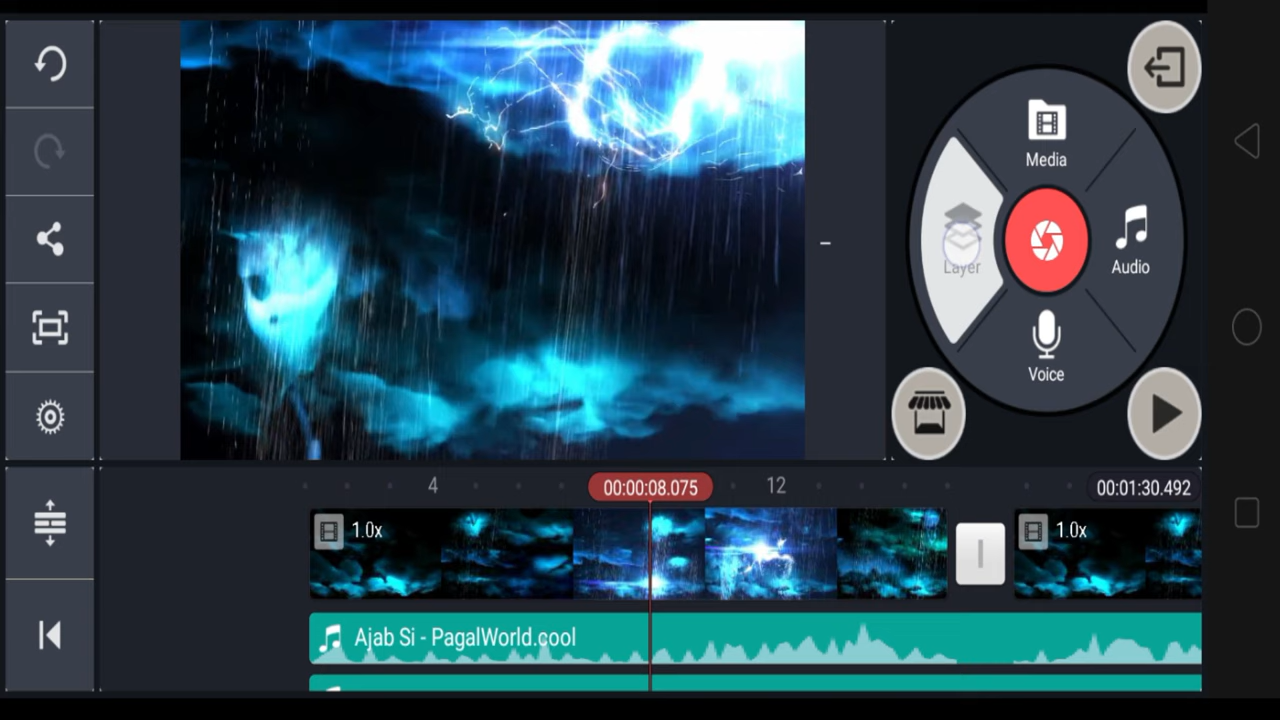 Media
Layer
Audio
Voice
4
00:00:08.075
12
00:01:30.492
1.0x
1.0x
Ajab Si - PagalWorld.cool